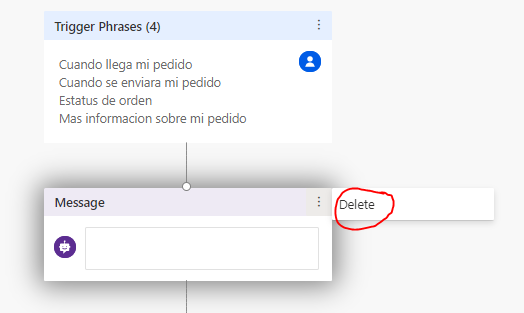 Trigger Phrases (4)
Cuando llega mi pedido
Cuando se enviara mi pedido
Estatus de orden
Mas informacion sobre mi pedido
Message
Delete